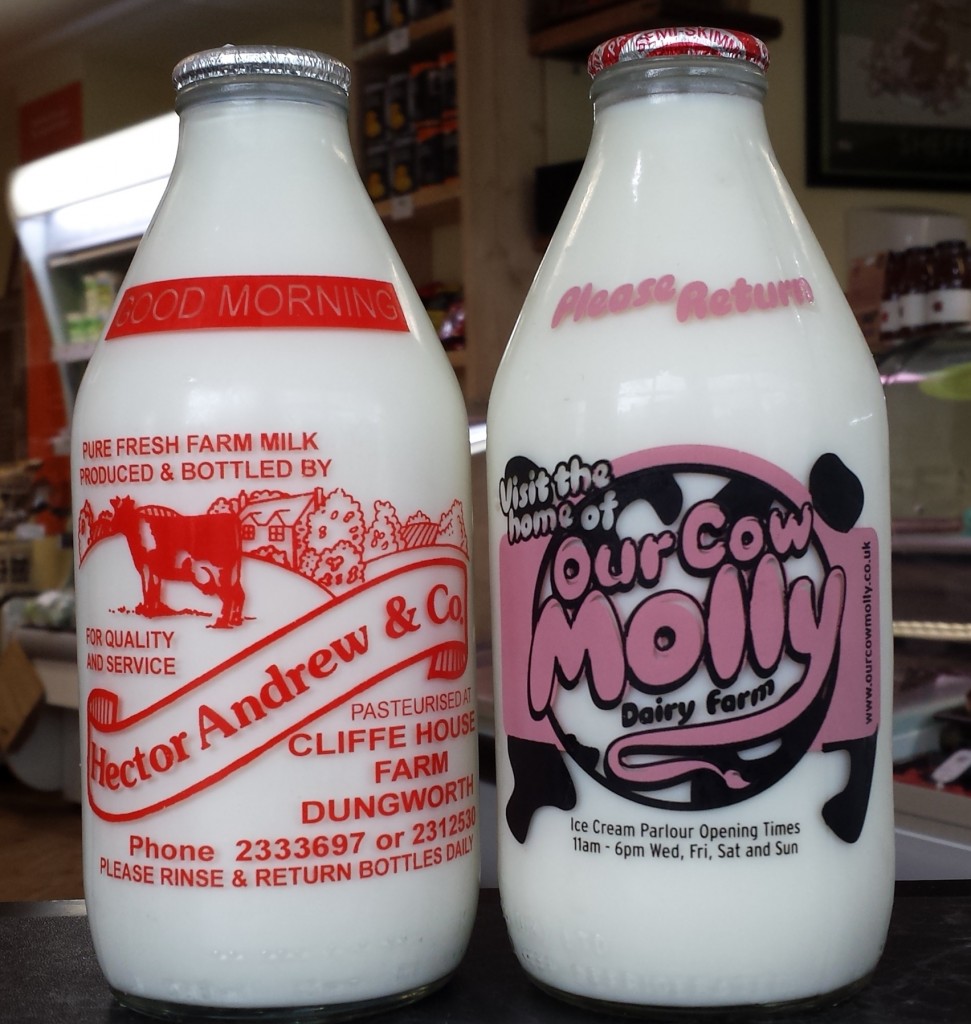 GOOD MORNING
PURE FRESH FARM MILK
PRODUCED & BOTTLED BY
FOR QUALITY
AND SERVICE
Hector Andrew & Co.
PASTEURISED AT
CLIFFE HOUSE
FARM
DUNGWORTH
Phone 2333697 or 2312530
PLEASE RINSE & RETURN BOTTLES DAILY
SEMI-SKIMM
Please Return
Visit the
home of
Our Cow
Molly
Dairy Farm
www.ourcowmolly.co.uk
Ice Cream Parlour Opening Times
11am - 6pm Wed, Fri, Sat and Sun